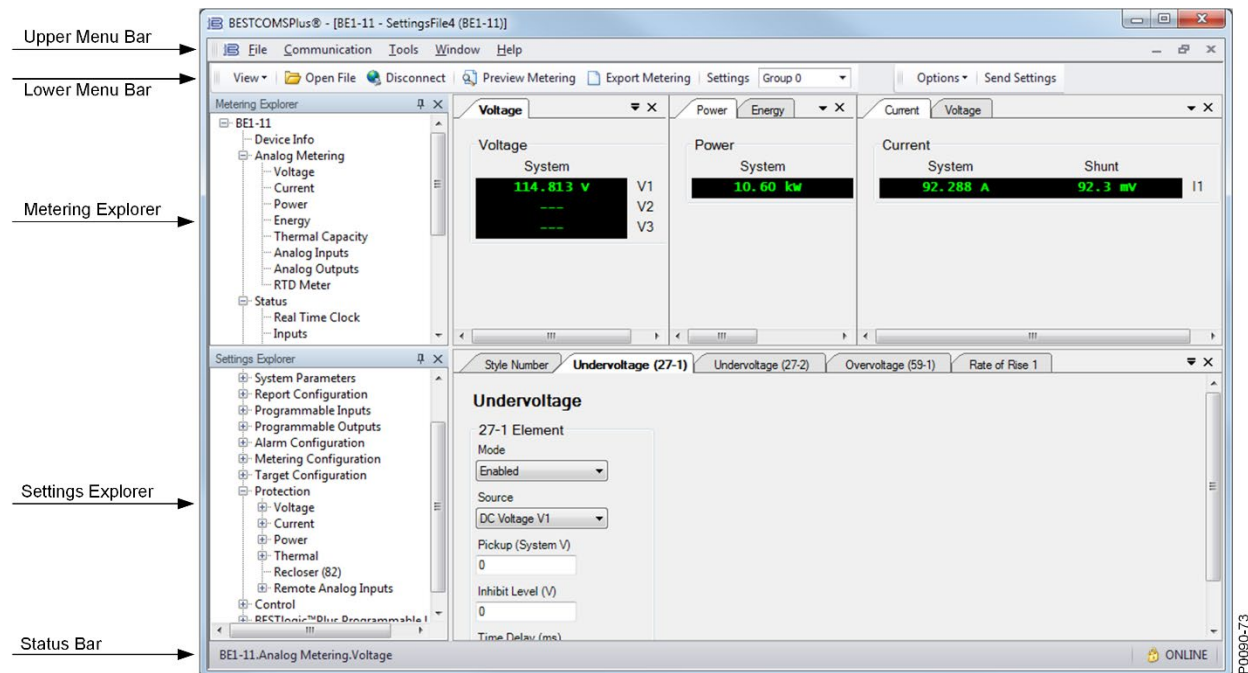 BESTCOMSPlus® - [BE1-11 - SettingsFile4 (BE1-11)]
Upper Menu Bar
File Communication Tools Window Help
Lower Menu Bar
View Open File Disconnect Preview Metering Export Metering Settings Group 0 Options Send Settings
Metering Explorer
Metering Explorer
BE1-11
Device Info
Analog Metering
Voltage
Current
Power
Energy
Thermal Capacity
Analog Inputs
Analog Outputs
RTD Meter
Status
Real Time Clock
Inputs
Voltage
Voltage
System
114.813 V V1
--- V2
--- V3
Power Energy
Power
System
10.60 kW
Current Voltage
Current
System Shunt
92.288 A 92.3 mV I1
Settings Explorer
Settings Explorer
System Parameters
Report Configuration
Programmable Inputs
Programmable Outputs
Alarm Configuration
Metering Configuration
Target Configuration
Protection
Voltage
Current
Power
Thermal
Recloser (82)
Remote Analog Inputs
Control
BESTlogic™Plus Programmable
Style Number Undervoltage (27-1) Undervoltage (27-2) Overvoltage (59-1) Rate of Rise 1
Undervoltage
27-1 Element
Mode
Enabled
Source
DC Voltage V1
Pickup (System V)
0
Inhibit Level (V)
0
Time Delay (ms)
Status Bar
BE1-11.Analog Metering.Voltage
ONLINE
P0090-73